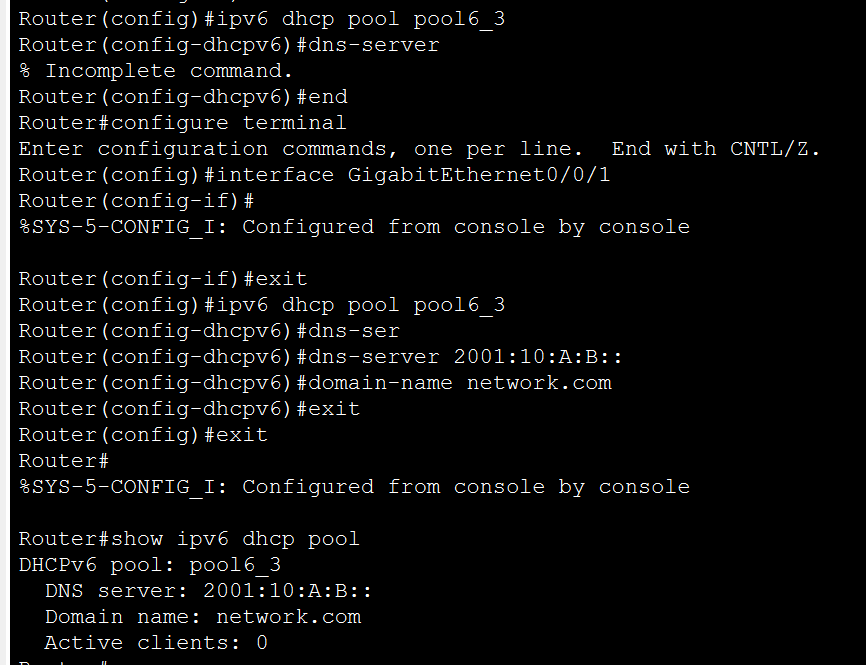 Router(config)#ipv6 dhcp pool pool6_3
Router(config-dhcpv6)#dns-server
% Incomplete command.
Router(config-dhcpv6)#end
Router#configure terminal
Enter configuration commands, one per line.  End with CNTL/Z.
Router(config)#interface GigabitEthernet0/0/1
Router(config-if)#
%SYS-5-CONFIG_I: Configured from console by console

Router(config-if)#exit
Router(config)#ipv6 dhcp pool pool6_3
Router(config-dhcpv6)#dns-ser
Router(config-dhcpv6)#dns-server 2001:10:A:B::
Router(config-dhcpv6)#domain-name network.com
Router(config-dhcpv6)#exit
Router(config)#exit
Router#
%SYS-5-CONFIG_I: Configured from console by console

Router#show ipv6 dhcp pool
DHCPv6 pool: pool6_3
  DNS server: 2001:10:A:B::
  Domain name: network.com
  Active clients: 0